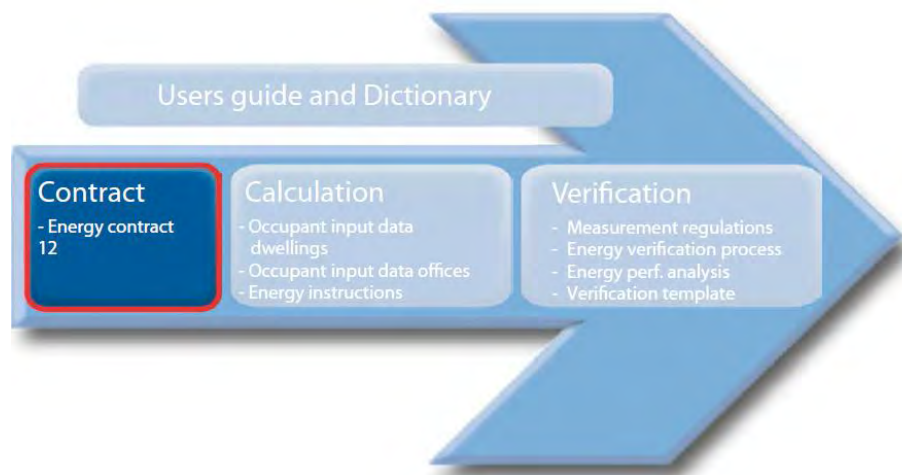 Users guide and Dictionary
Contract
- Energy contract
12
Calculation
- Occupant input data
dwellings
- Occupant input data offices
- Energy instructions
Verification
- Measurement regulations
- Energy verification process
- Energy perf. analysis
- Verification template